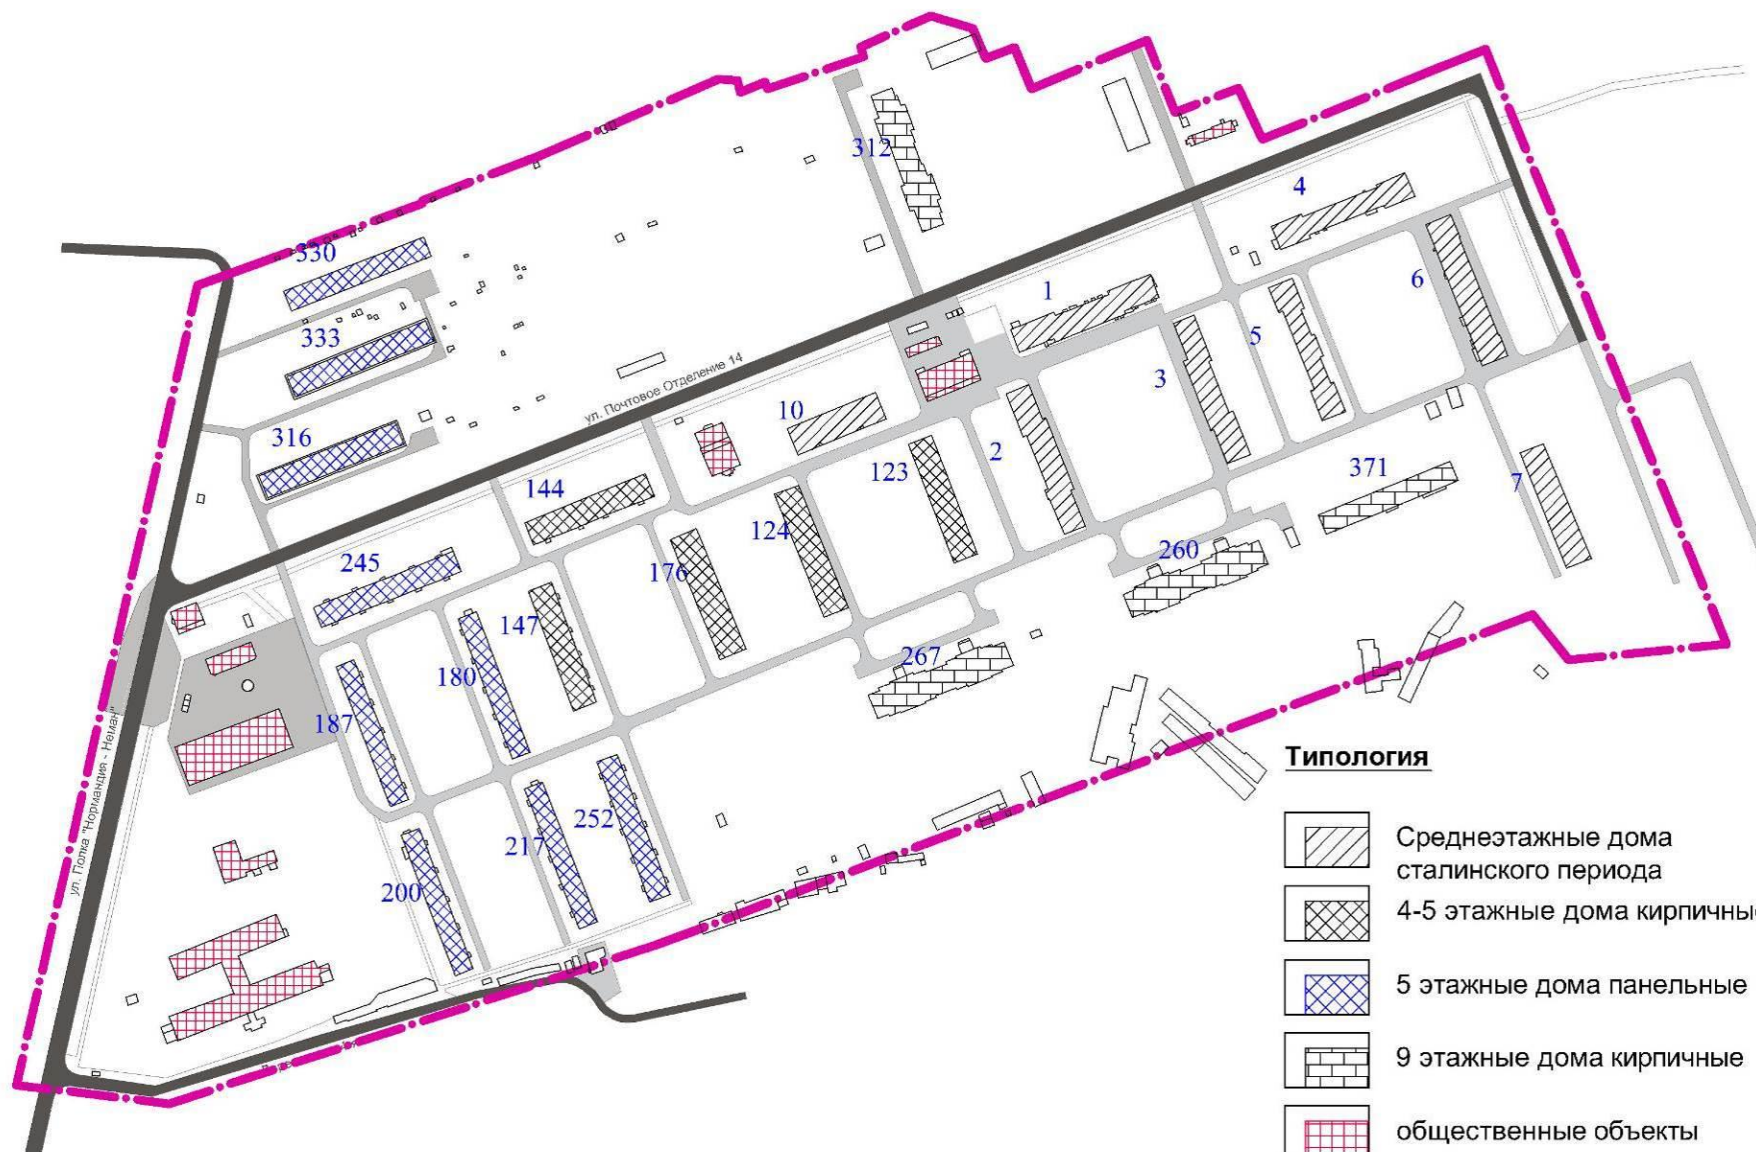 312
4
330
6
1
333
5
3
ул. Почтовое Отделение 14
10
316
2
123
371
7
144
124
260
245
176
147
267
180
187
ул. Полка "Нормандия - Неман"
252
217
200
Типология
Среднеэтажные дома
сталинского периода
4-5 этажные дома кирпичные
5 этажные дома панельные
9 этажные дома кирпичные
общественные объекты